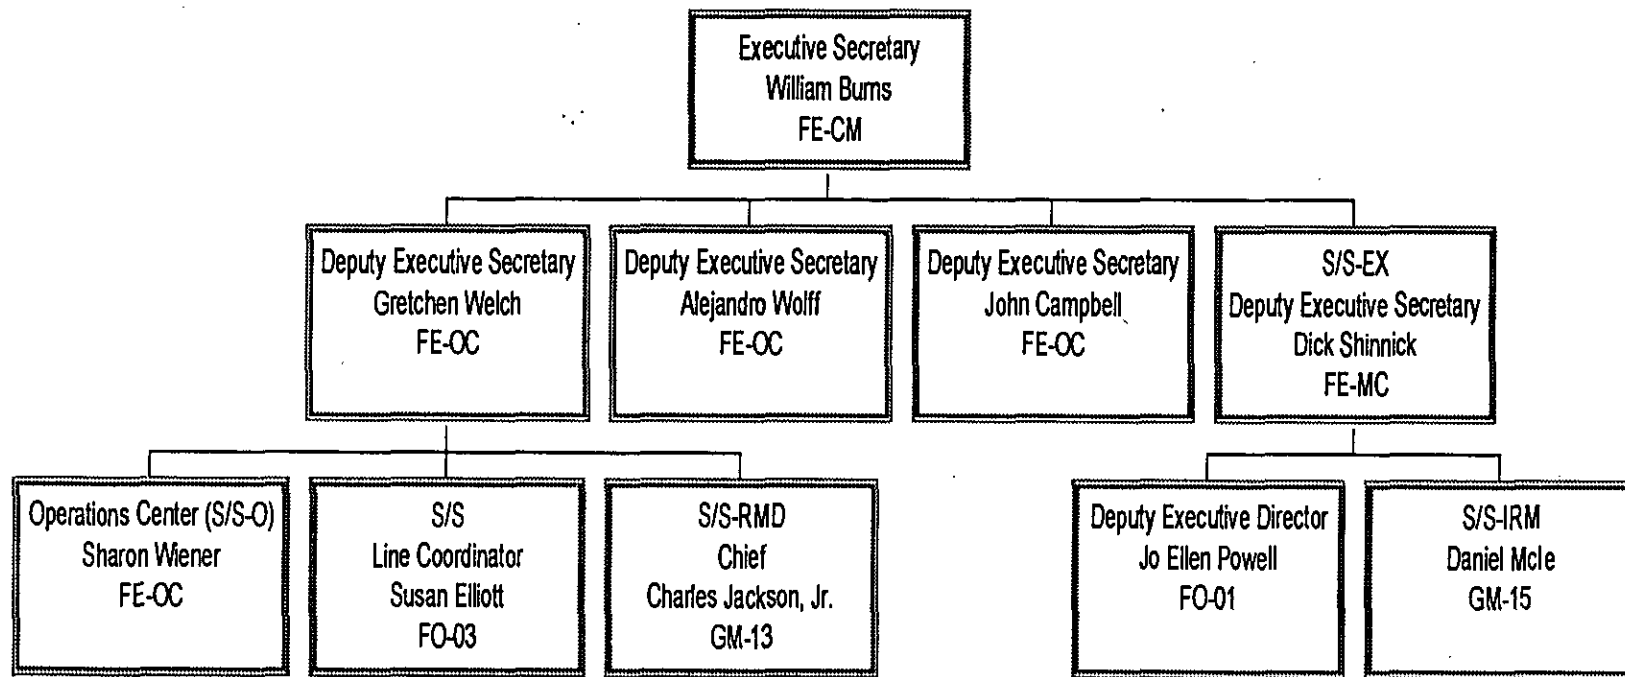 Executive Secretary
William Burns
FE-CM
Deputy Executive Secretary
Gretchen Welch
FE-OC
Deputy Executive Secretary
Alejandro Wolff
FE-OC
Deputy Executive Secretary
John Campbell
FE-OC
S/S-EX
Deputy Executive Secretary
Dick Shinnick
FE-MC
Operations Center (S/S-O)
Sharon Wiener
FE-OC
S/S
Line Coordinator
Susan Elliott
FO-03
S/S-RMD
Chief
Charles Jackson, Jr.
GM-13
Deputy Executive Director
Jo Ellen Powell
FO-01
S/S-IRM
Daniel Mcle
GM-15